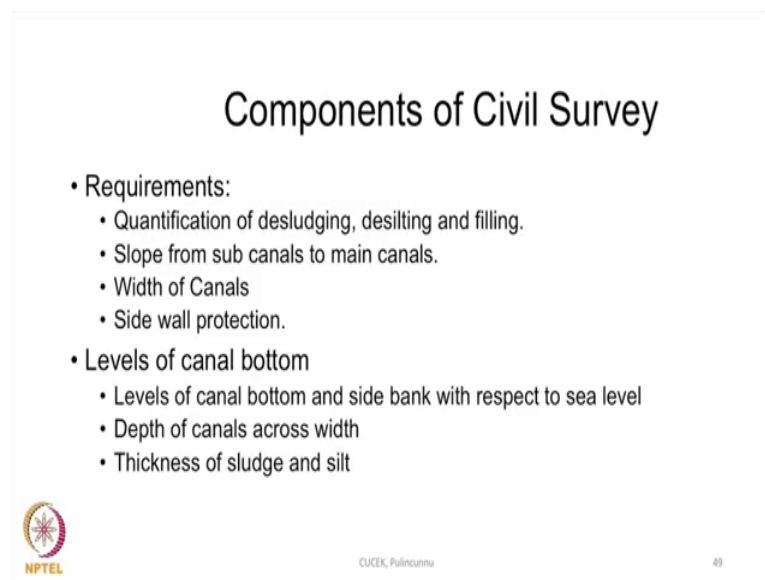 Components of Civil Survey
• Requirements:
• Quantification of desludging, desilting and filling.
• Slope from sub canals to main canals.
• Width of Canals
• Side wall protection.
• Levels of canal bottom
• Levels of canal bottom and side bank with respect to sea level
• Depth of canals across width
• Thickness of sludge and silt
NPTEL
CUCEK, Pulincunnu
49